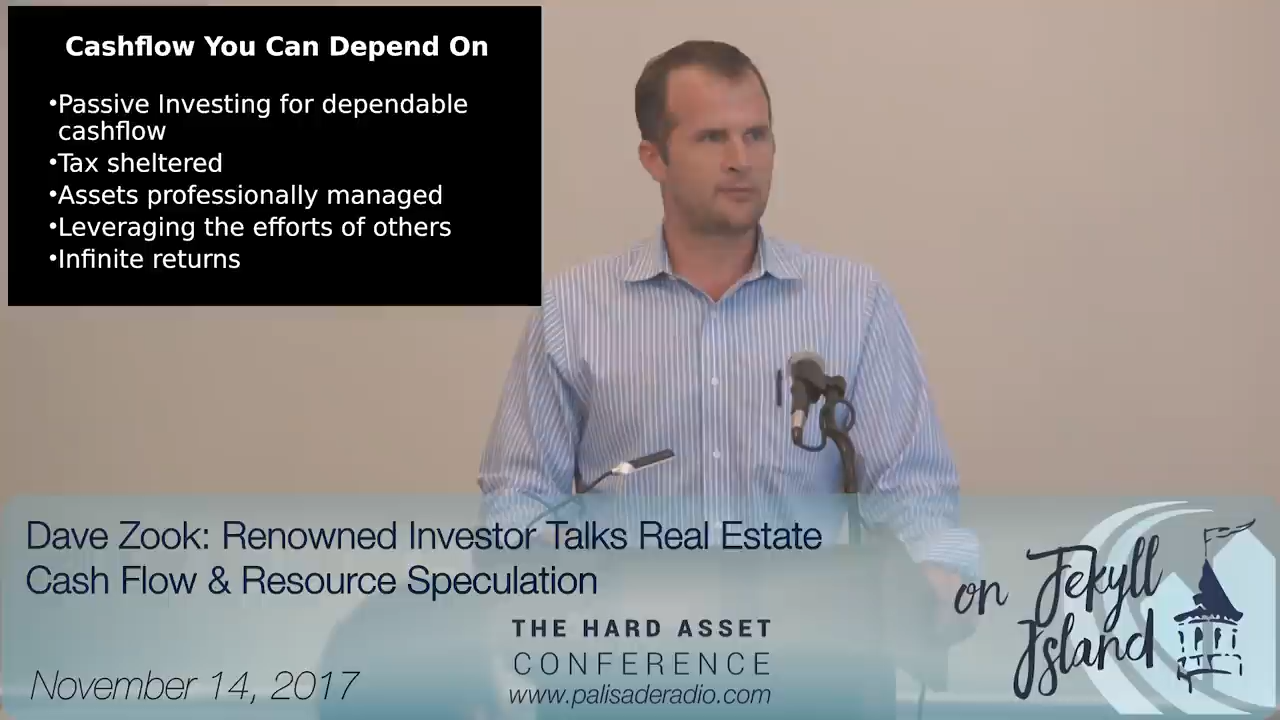 Cashflow You Can Depend On
•Passive Investing for dependable
cashflow
•Tax sheltered
•Assets professionally managed
•Leveraging the efforts of others
•Infinite returns
Dave Zook: Renowned Investor Talks Real Estate
Cash Flow & Resource Speculation
on Jekyll
Island
THE HARD ASSET
CONFERENCE
www.palisaderadio.com
November 14, 2017